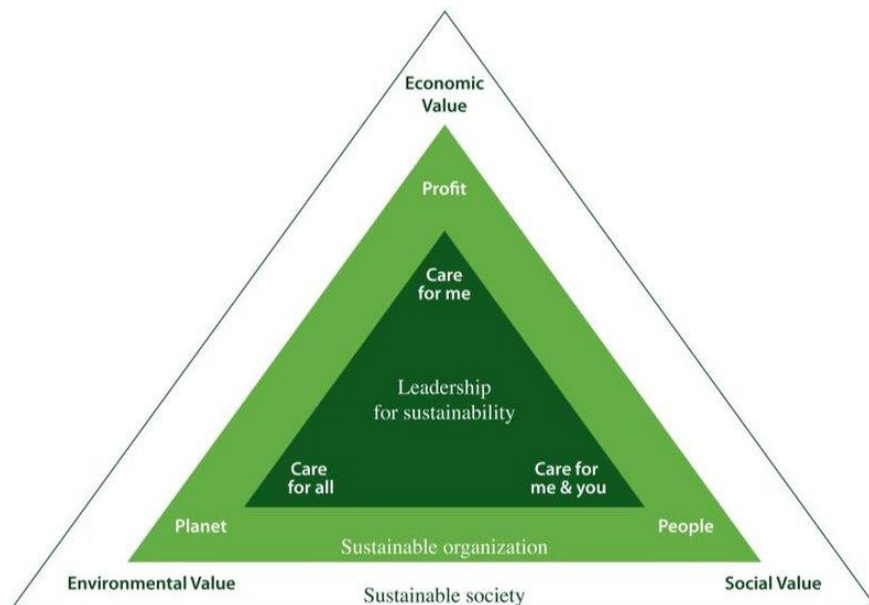 Economic
Value
Profit
Care
for me
Leadership
for sustainability
Care
for all
Care for
me & you
Planet
People
Sustainable organization
Environmental Value
Social Value
Sustainable society